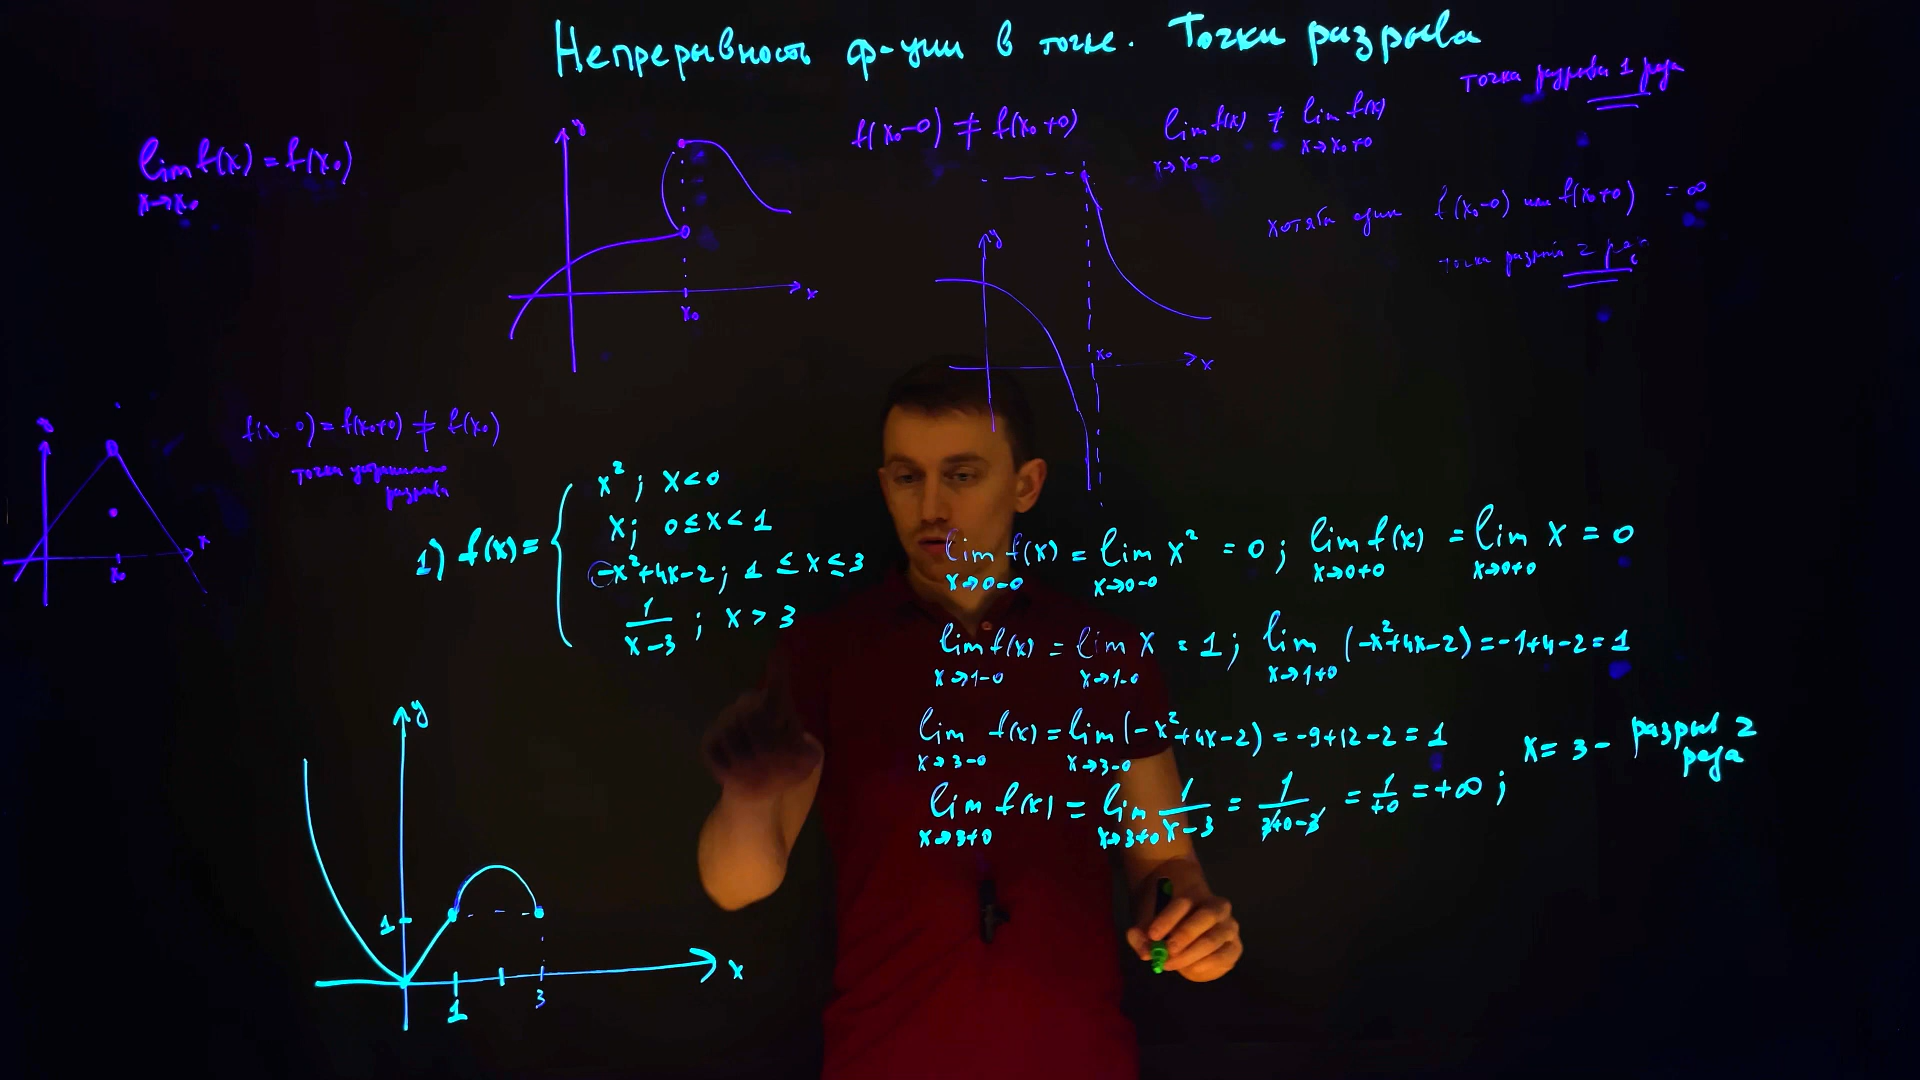 Непрерывность ф-ции в точке. Точки разрыва
lim f(x) = f(x₀)
x→x₀
y
x
x₀
f(x₀-0) ≠ f(x₀+0)
lim f(x) ≠ lim f(x)
x→x₀-0 x→x₀+0
точка разрыва 1 рода
хотя бы один f(x₀-0) или f(x₀+0) = ∞
точка разрыва 2 рода
y
x
x₀
x
x₀
f(x₀-0) = f(x₀+0) ≠ f(x₀)
точка устранимого
разрыва
1) f(x) = {
x²; x<0
x; 0≤x<1
-x²+4x-2; 1≤x≤3
1/(x-3); x>3
lim f(x) = lim x² = 0; lim f(x) = lim x = 0
x→0-0 x→0-0 x→0+0 x→0+0
lim f(x) = lim x = 1; lim (-x²+4x-2) = -1+4-2 = 1
x→1-0 x→1-0 x→1+0
lim f(x) = lim (-x²+4x-2) = -9+12-2 = 1
x→3-0 x→3-0
lim f(x) = lim 1/(x-3) = 1/(3+0-3) = 1/+0 = +∞;
x→3+0 x→3+0
x = 3 - разрыв 2
рода
y
1
x
1
3